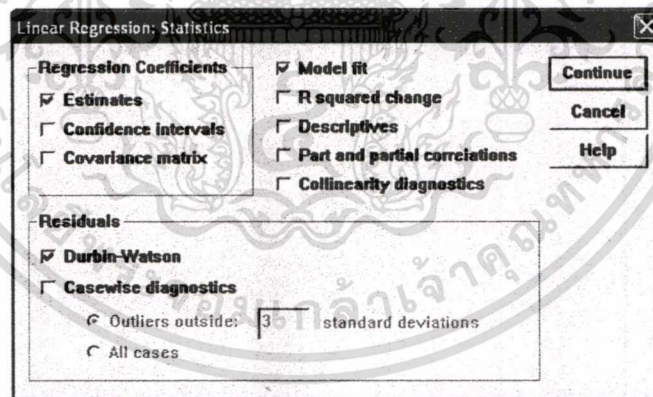 Linear Regression: Statistics
Regression Coefficients
Estimates
Confidence intervals
Covariance matrix
Model fit
R squared change
Descriptives
Part and partial correlations
Collinearity diagnostics
Continue
Cancel
Help
Residuals
Durbin-Watson
Casewise diagnostics
Outliers outside: 3 standard deviations
All cases